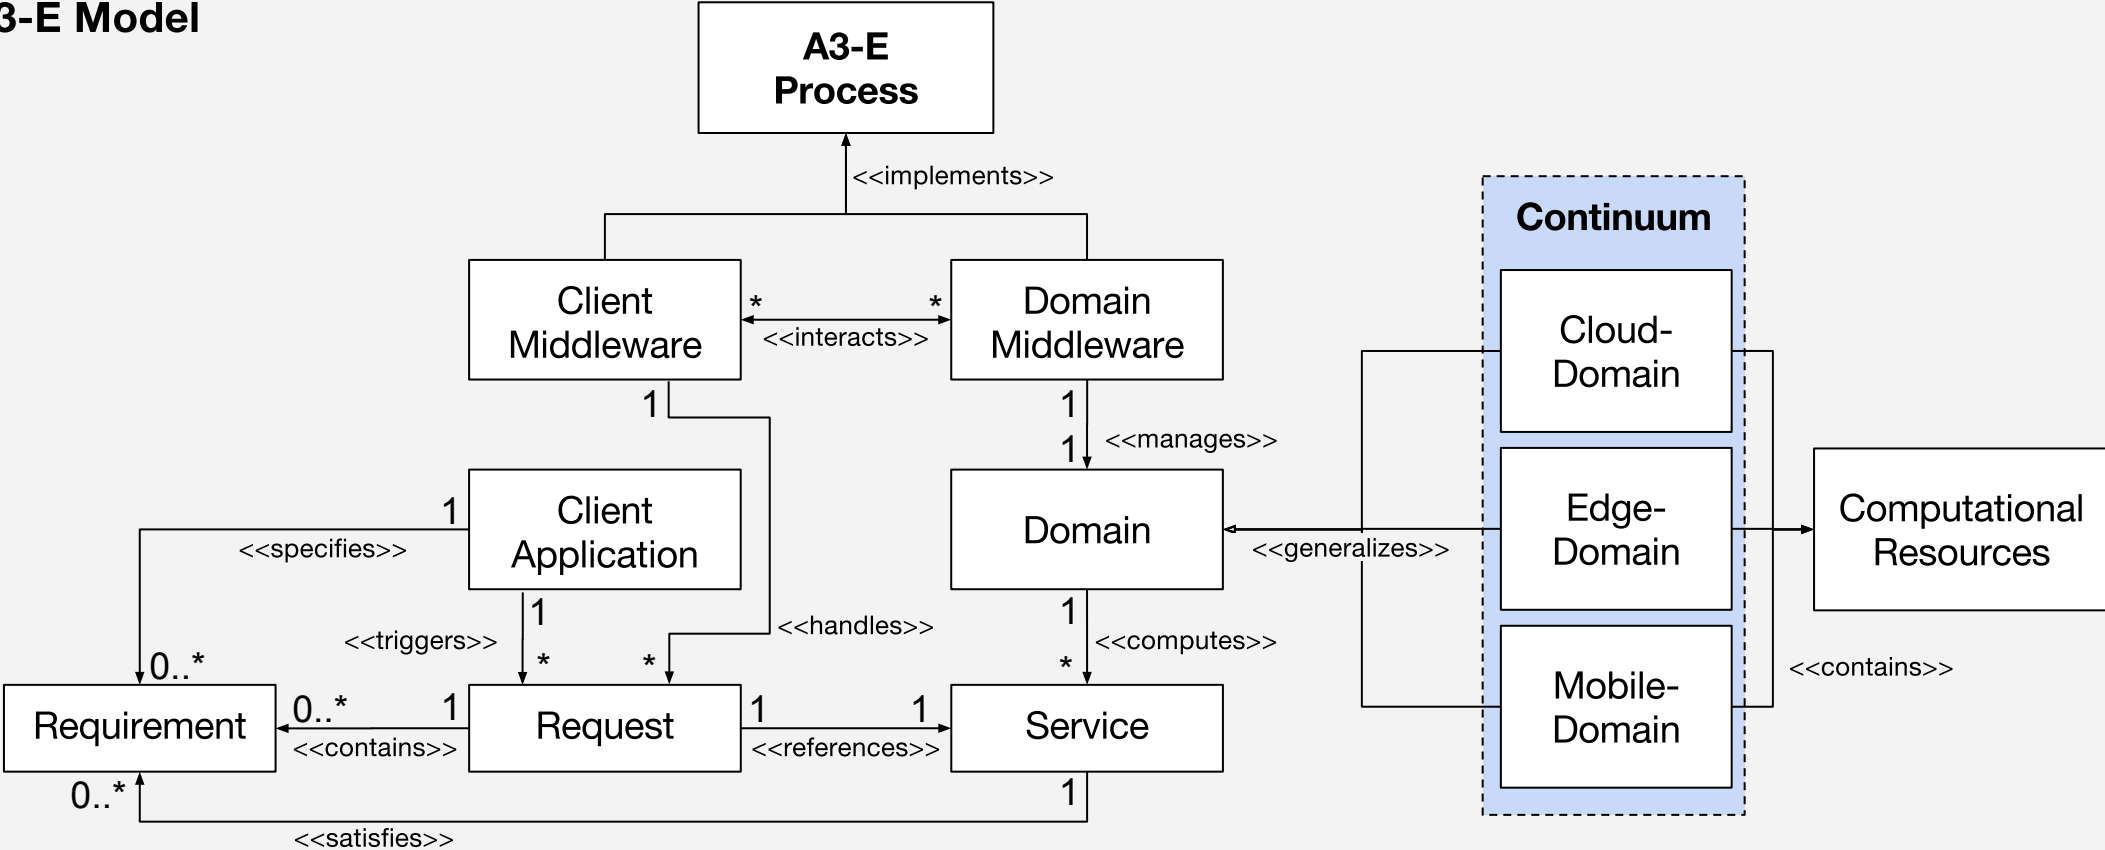 3-E Model
A3-E
Process
<<implements>>
Continuum
Client
Middleware
*
*
<<interacts>>
Domain
Middleware
Cloud-
Domain
1
1
1
<<manages>>
Client
Application
1
<<specifies>>
Domain
<<generalizes>>
Edge-
Domain
Computational
Resources
1
<<triggers>>
*
*
<<handles>>
1
<<computes>>
*
0..*
Mobile-
Domain
<<contains>>
Requirement
0..*
1
<<contains>>
Request
1
1
<<references>>
Service
0..*
1
<<satisfies>>